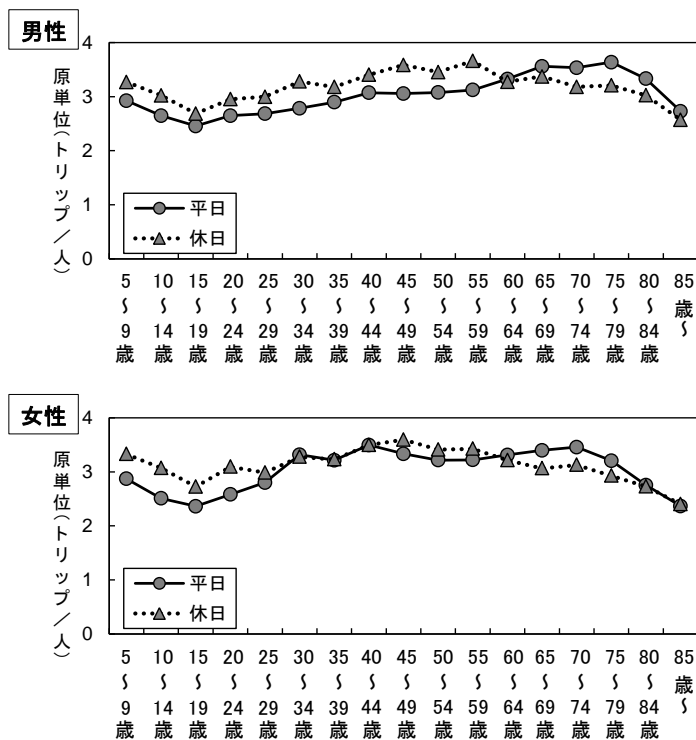 男性
原単位(トリップ/人)
4
3
2
1
0
平日
休日
5~9歳
10~14歳
15~19歳
20~24歳
25~29歳
30~34歳
35~39歳
40~44歳
45~49歳
50~54歳
55~59歳
60~64歳
65~69歳
70~74歳
75~79歳
80~84歳
85歳~
女性
原単位(トリップ/人)
4
3
2
1
0
平日
休日
5~9歳
10~14歳
15~19歳
20~24歳
25~29歳
30~34歳
35~39歳
40~44歳
45~49歳
50~54歳
55~59歳
60~64歳
65~69歳
70~74歳
75~79歳
80~84歳
85歳~